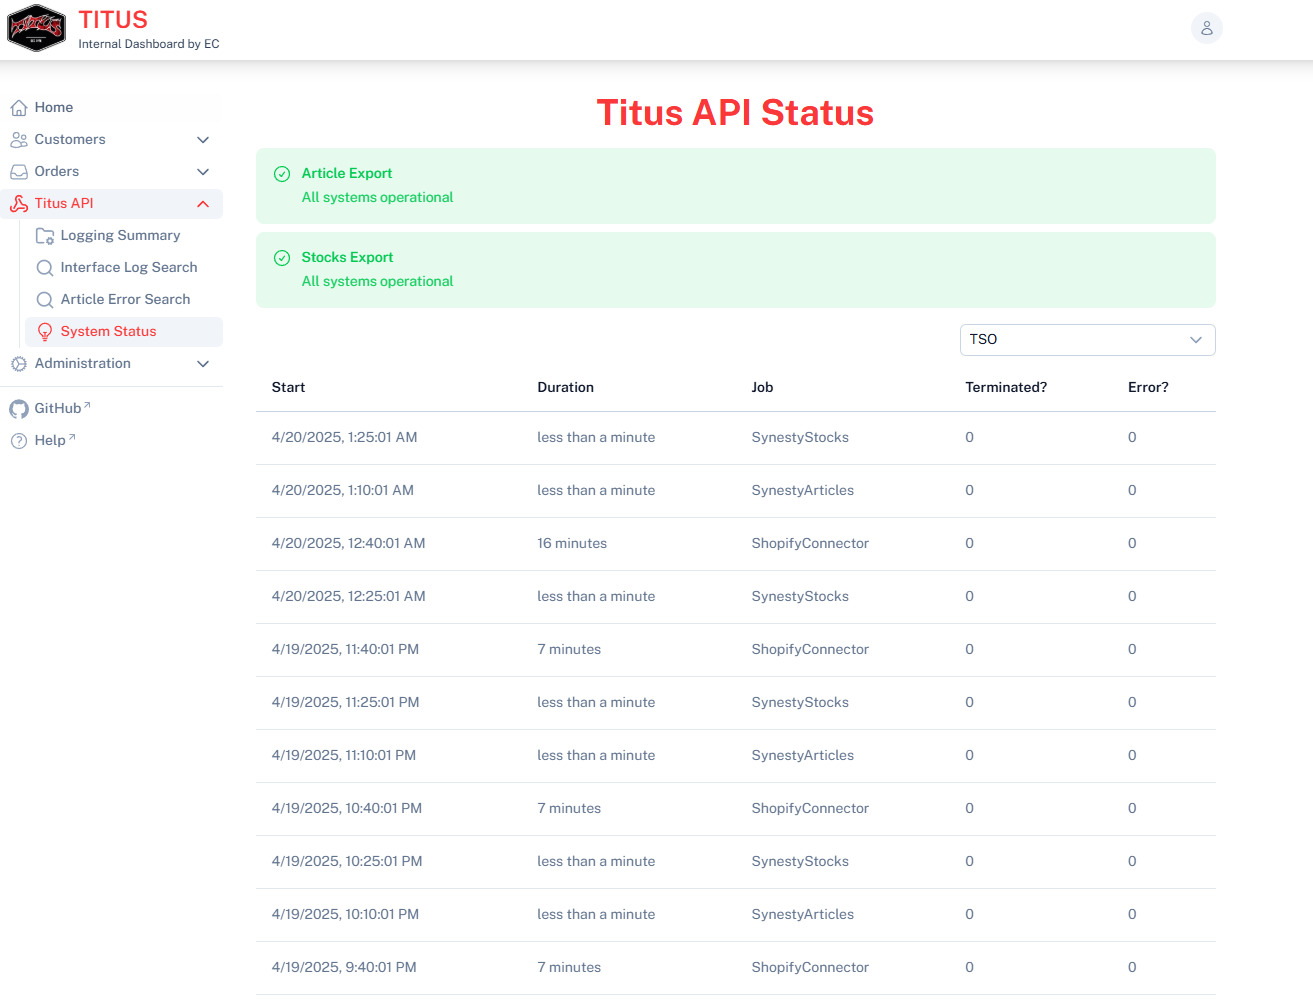 TITUS
Internal Dashboard by EC
Home
Customers
Orders
Titus API
Logging Summary
Interface Log Search
Article Error Search
System Status
Administration
GitHub
Help
Titus API Status
Article Export
All systems operational
Stocks Export
All systems operational
TSO
Start Duration Job Terminated? Error?
4/20/2025, 1:25:01 AM less than a minute SynestyStocks 0 0
4/20/2025, 1:10:01 AM less than a minute SynestyArticles 0 0
4/20/2025, 12:40:01 AM 16 minutes ShopifyConnector 0 0
4/20/2025, 12:25:01 AM less than a minute SynestyStocks 0 0
4/19/2025, 11:40:01 PM 7 minutes ShopifyConnector 0 0
4/19/2025, 11:25:01 PM less than a minute SynestyStocks 0 0
4/19/2025, 11:10:01 PM less than a minute SynestyArticles 0 0
4/19/2025, 10:40:01 PM 7 minutes ShopifyConnector 0 0
4/19/2025, 10:25:01 PM less than a minute SynestyStocks 0 0
4/19/2025, 10:10:01 PM less than a minute SynestyArticles 0 0
4/19/2025, 9:40:01 PM 7 minutes ShopifyConnector 0 0